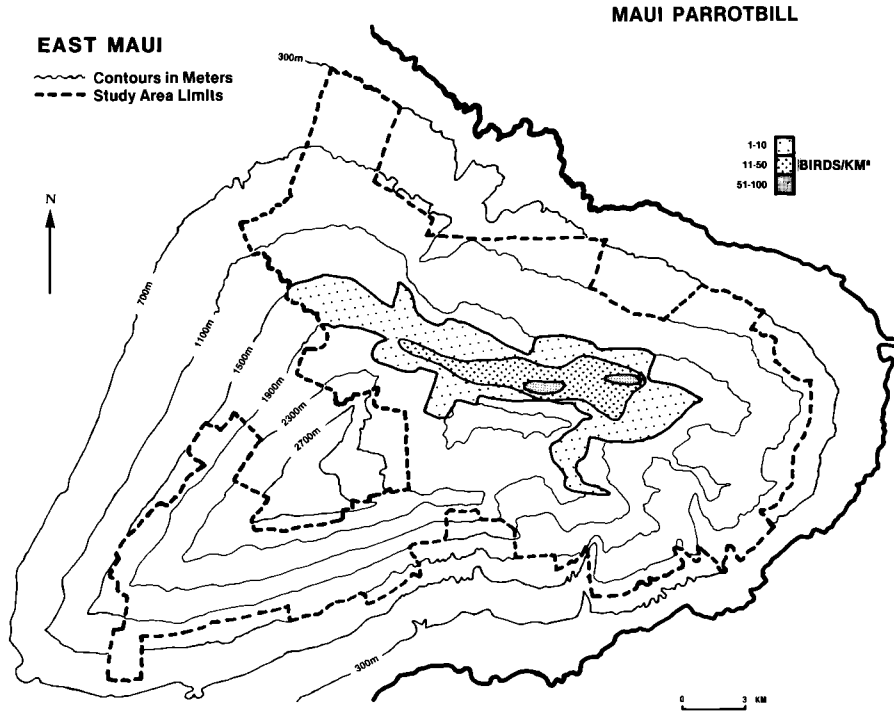 MAUI PARROTBILL
EAST MAUI
Contours in Meters
Study Area Limits
300m
1-10
11-50 BIRDS/KM²
51-100
N
700m
1100m
1500m
1900m
2300m
2700m
300m
0 3 KM